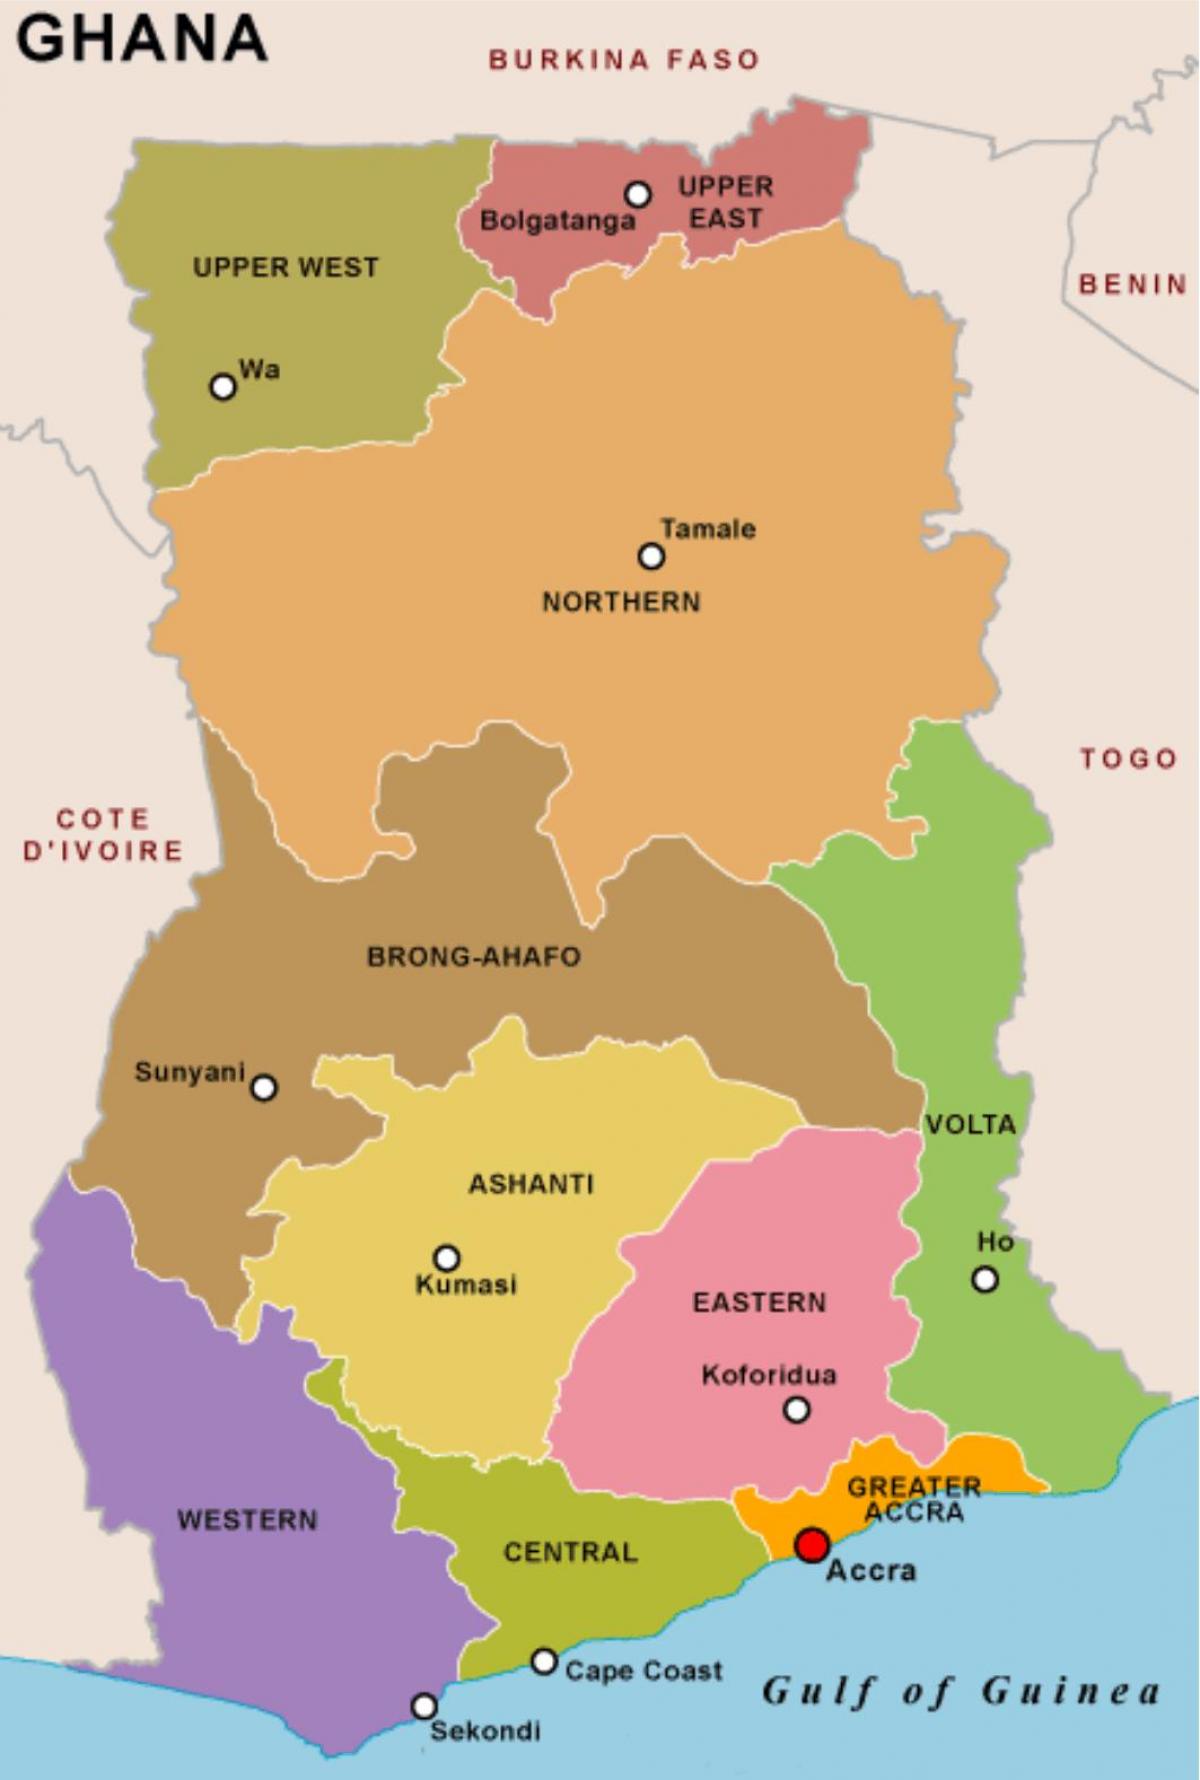 GHANA
BURKINA FASO
UPPER
EAST
Bolgatanga
UPPER WEST
BENIN
Wa
Tamale
NORTHERN
TOGO
COTE
D'IVOIRE
BRONG-AHAFO
Sunyani
VOLTA
ASHANTI
Ho
Kumasi
EASTERN
Koforidua
GREATER
ACCRA
WESTERN
CENTRAL
Accra
Cape Coast
Gulf of Guinea
Sekondi